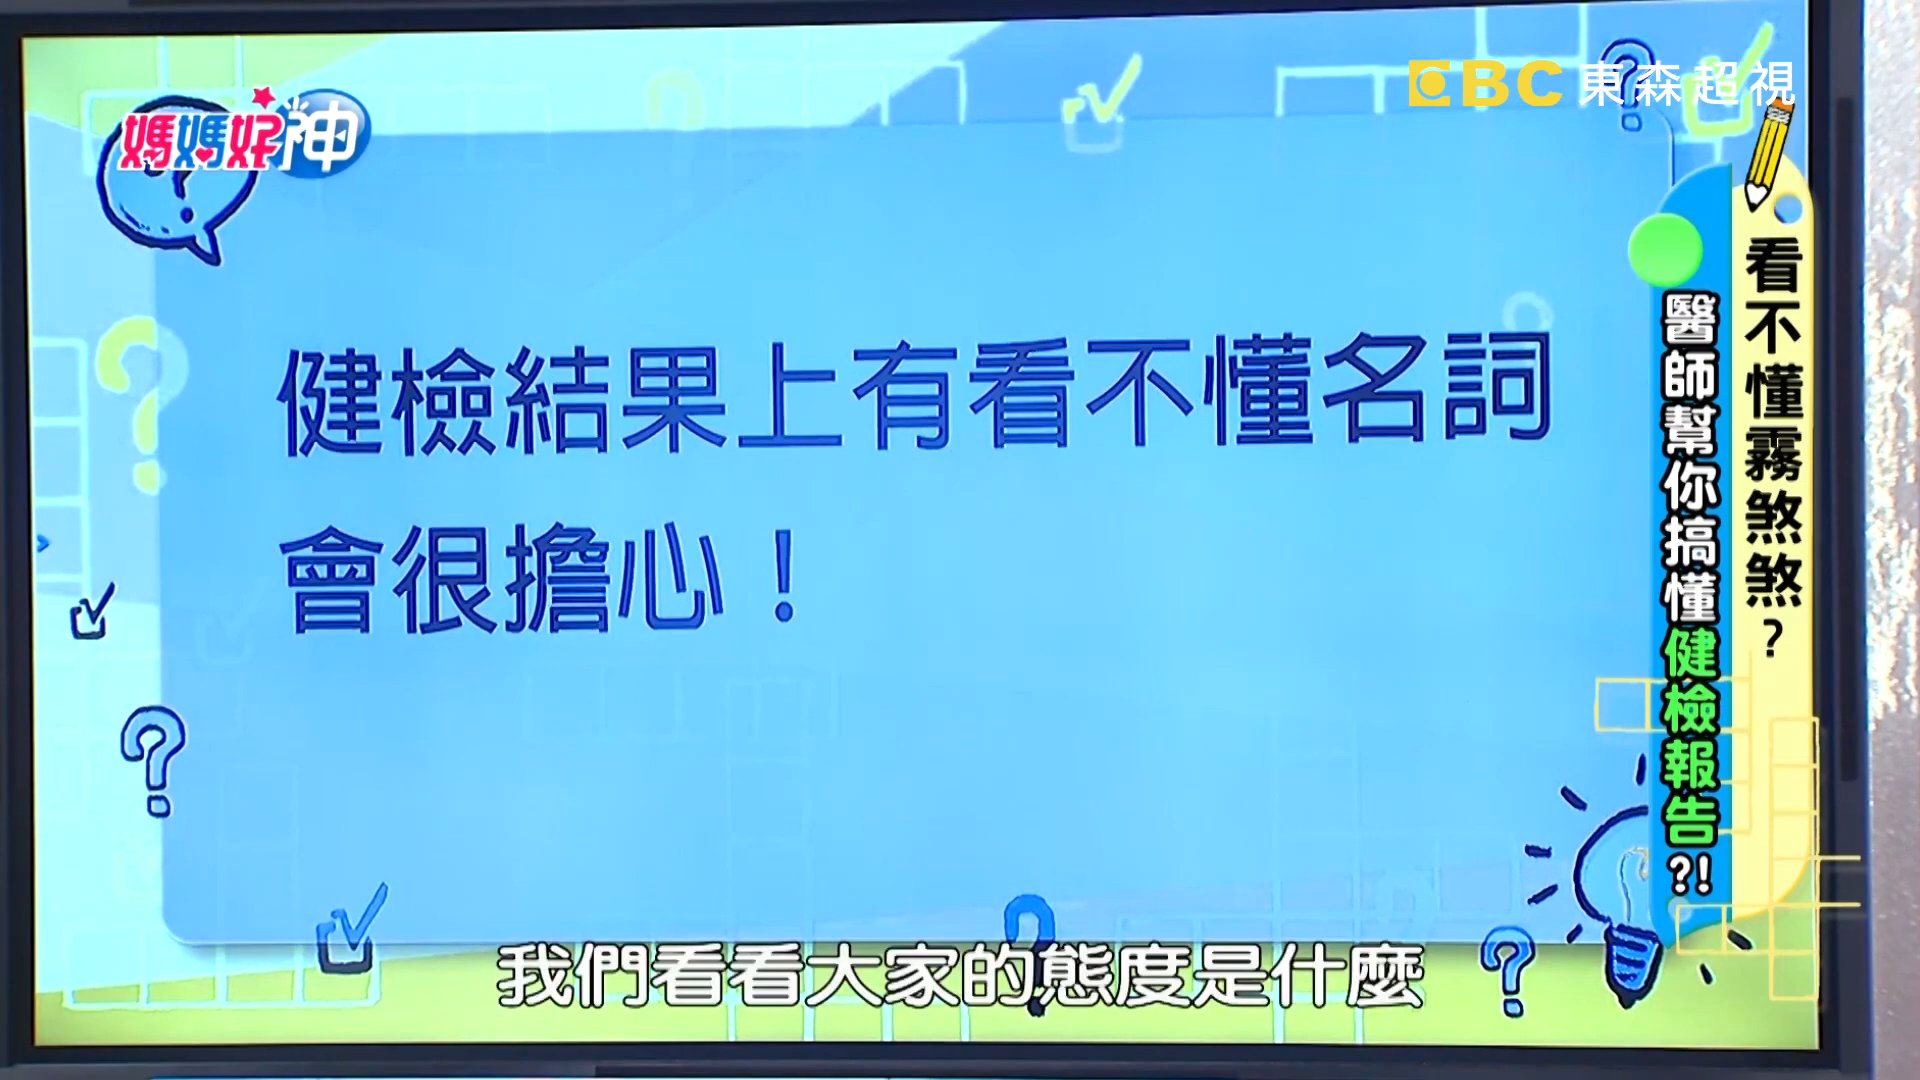 媽媽好神
EBC 東森超視
健檢結果上有看不懂名詞
會很擔心！
看不懂霧煞煞？
醫師幫你搞懂健檢報告?!
我們看看大家的態度是什麼